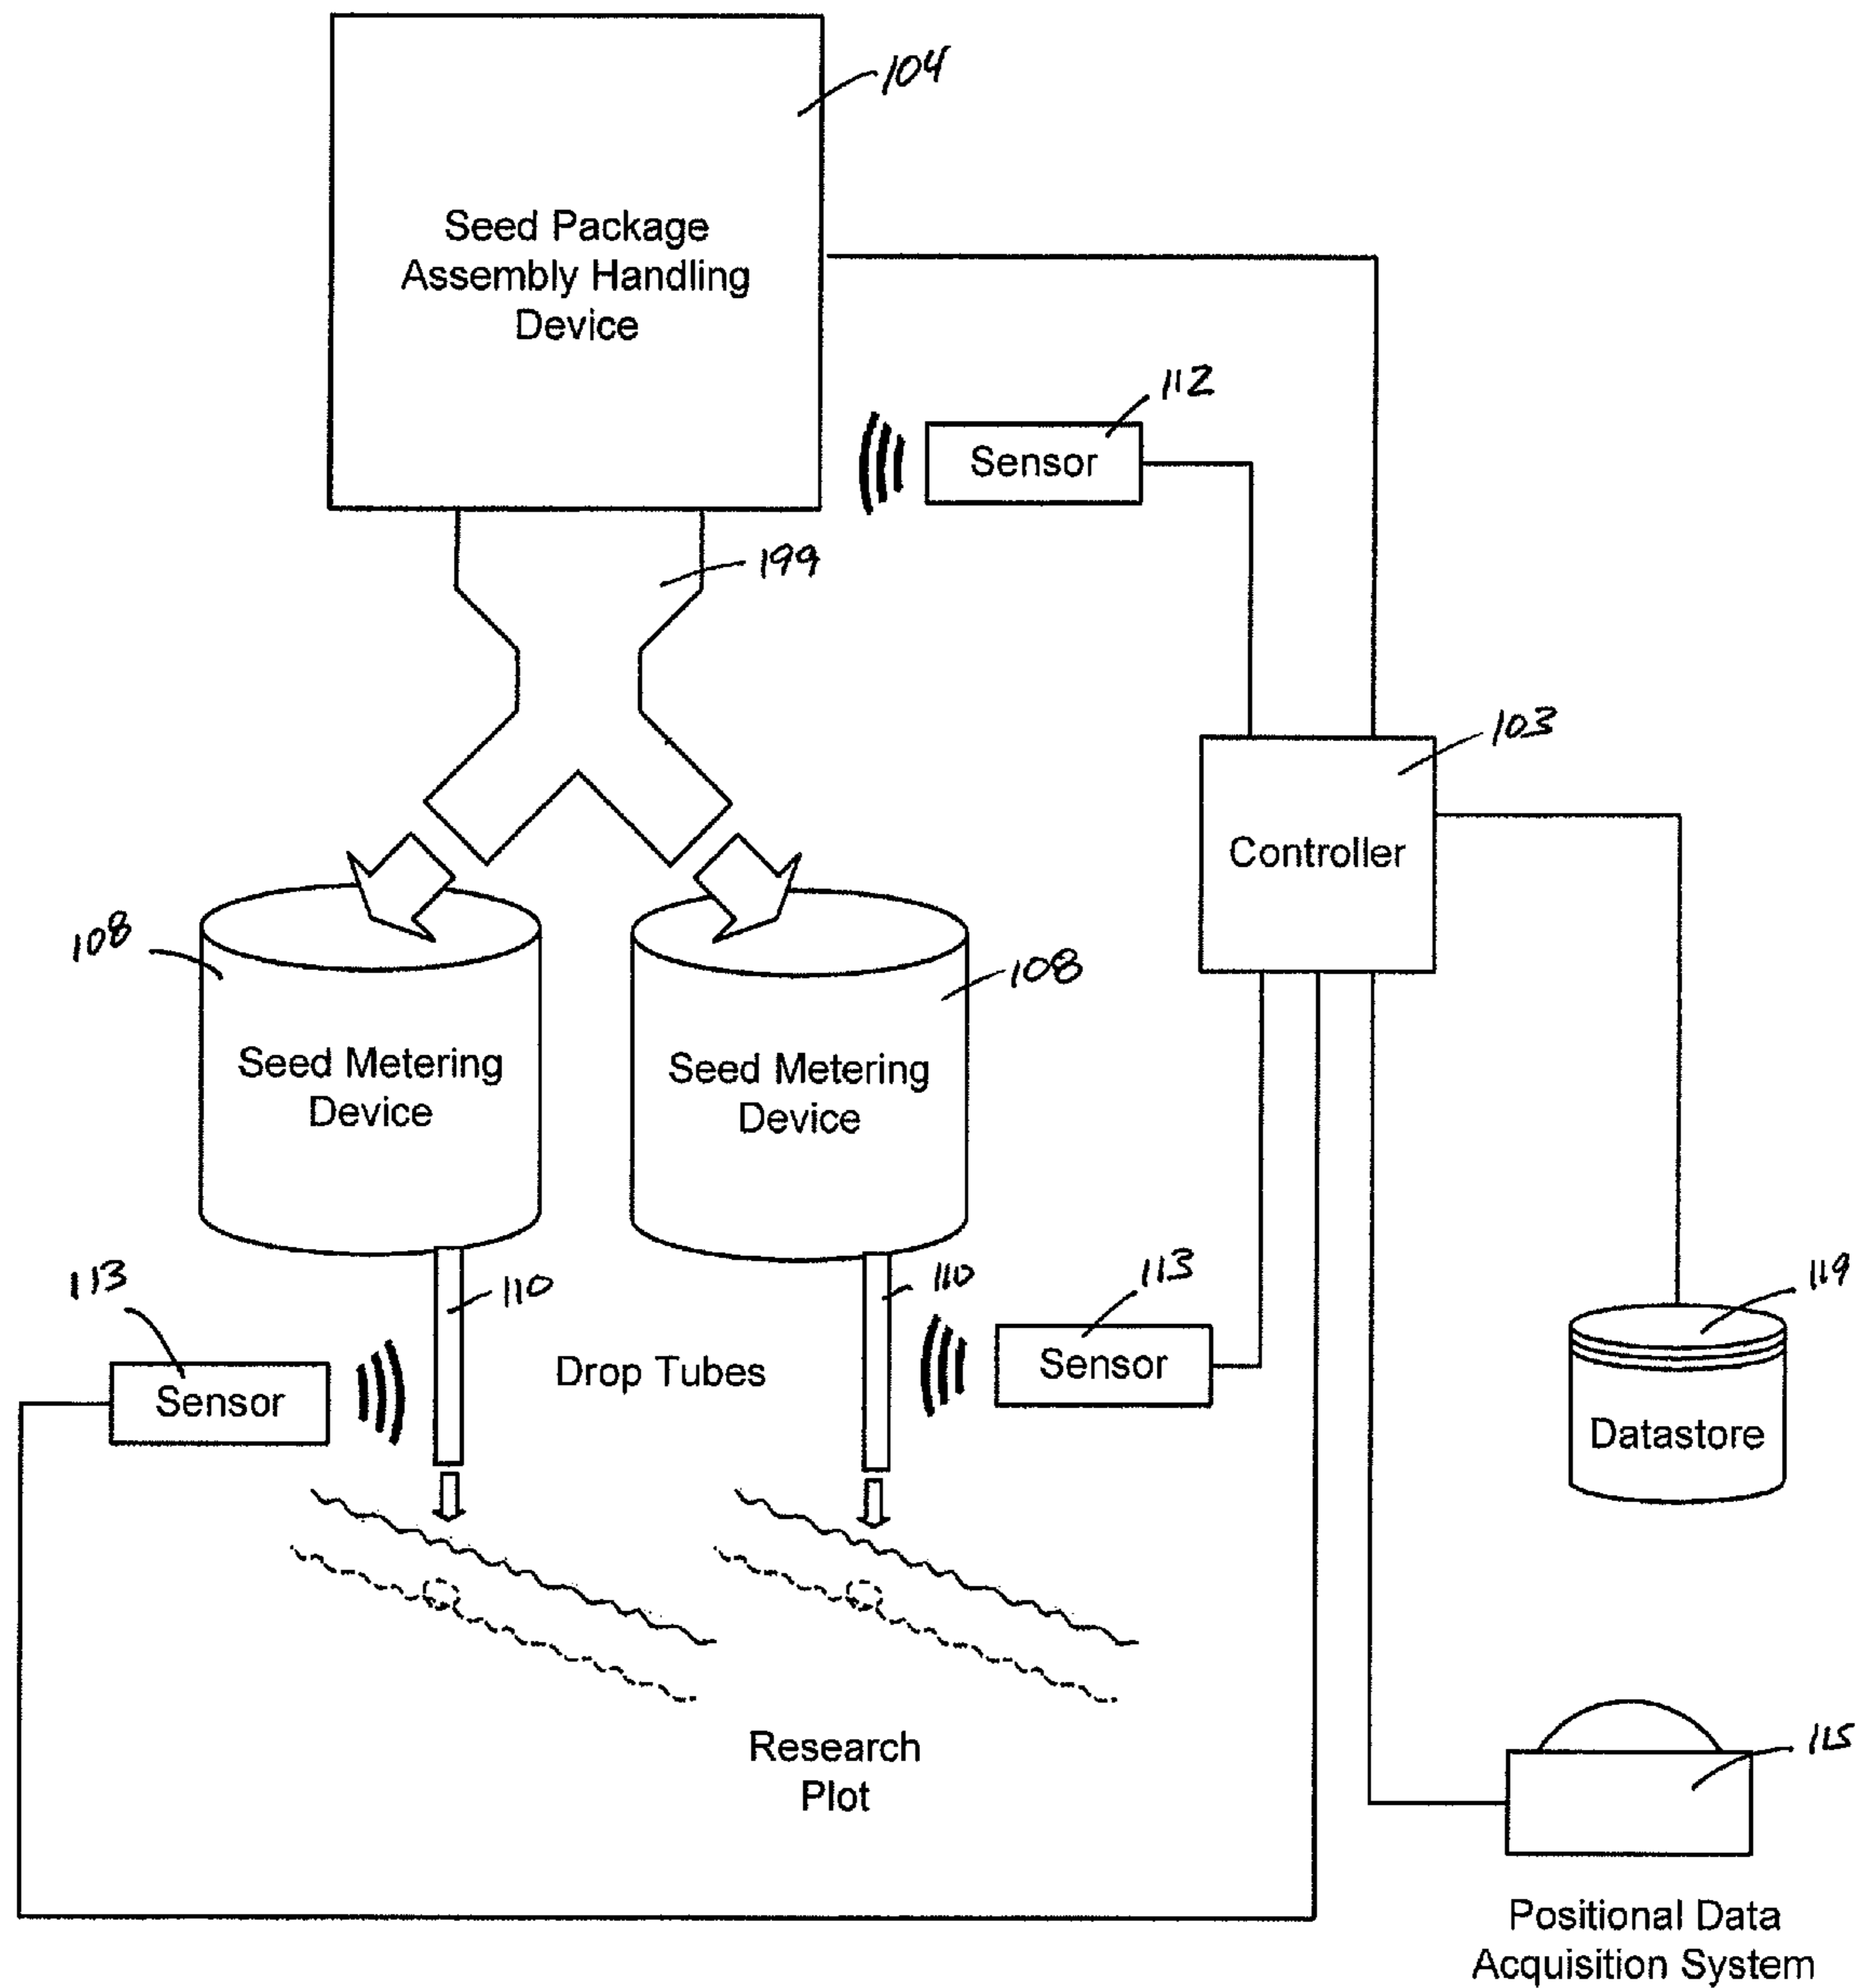 104
Seed Package
Assembly Handling
Device
112
Sensor
199
103
Controller
108
108
Seed Metering
Device
Seed Metering
Device
113
110
110
113
119
Sensor
Drop Tubes
Sensor
Datastore
115
Research
Plot
Positional Data
Acquisition System